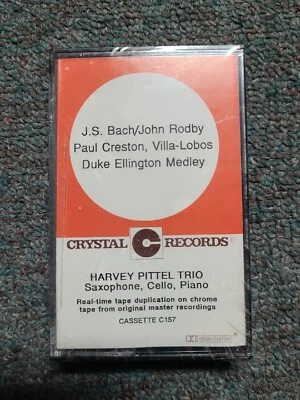 J.S. Bach/John Rodby
Paul Creston, Villa-Lobos
Duke Ellington Medley
CRYSTAL C RECORDS®
HARVEY PITTEL TRIO
Saxophone, Cello, Piano
Real-time tape duplication on chrome
tape from original master recordings
CASSETTE C157